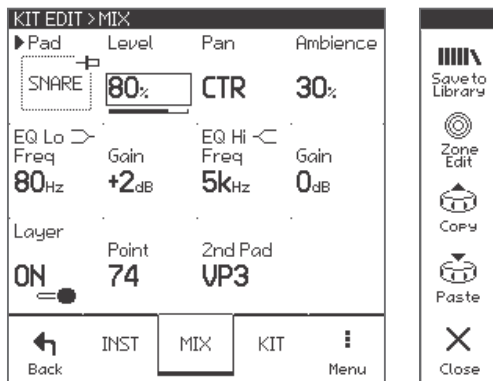 KIT EDIT>MIX
Pad Level Pan Ambience
SNARE 80% CTR 30%
EQ Lo EQ Hi
Freq Gain Freq Gain
80Hz +2dB 5kHz 0dB
Layer
Point 2nd Pad
ON 74 VP3
INST MIX KIT
Back Menu
Save to
Library
Zone
Edit
Copy
Paste
Close